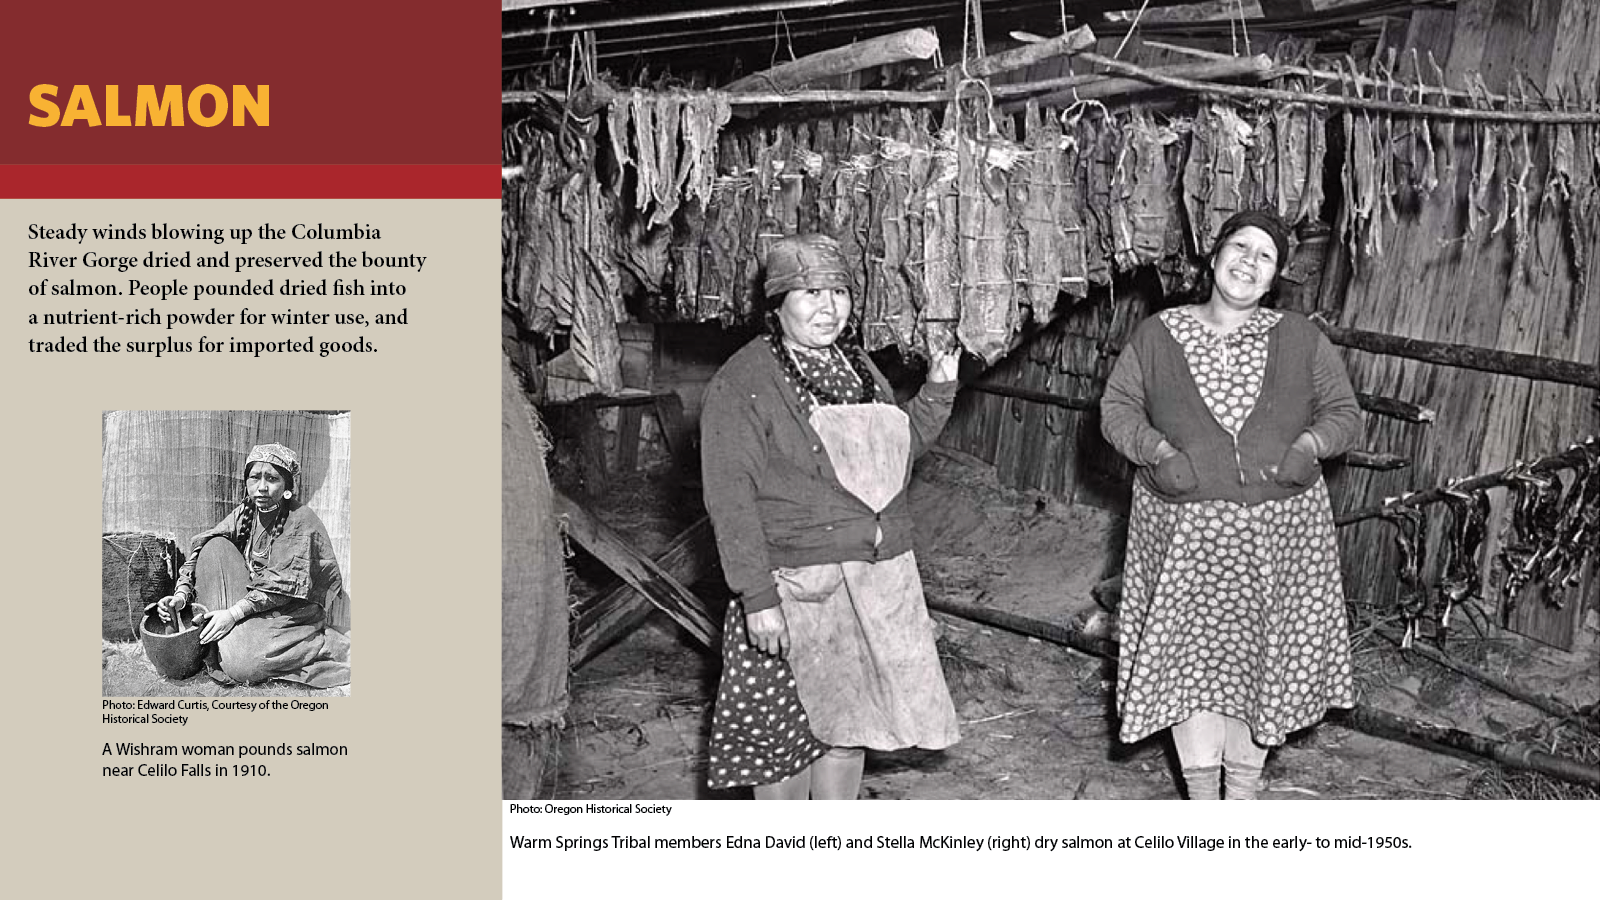 SALMON
Steady winds blowing up the Columbia
River Gorge dried and preserved the bounty
of salmon. People pounded dried fish into
a nutrient-rich powder for winter use, and
traded the surplus for imported goods.
Photo: Edward Curtis, Courtesy of the Oregon
Historical Society
A Wishram woman pounds salmon
near Celilo Falls in 1910.
Photo: Oregon Historical Society
Warm Springs Tribal members Edna David (left) and Stella McKinley (right) dry salmon at Celilo Village in the early- to mid-1950s.